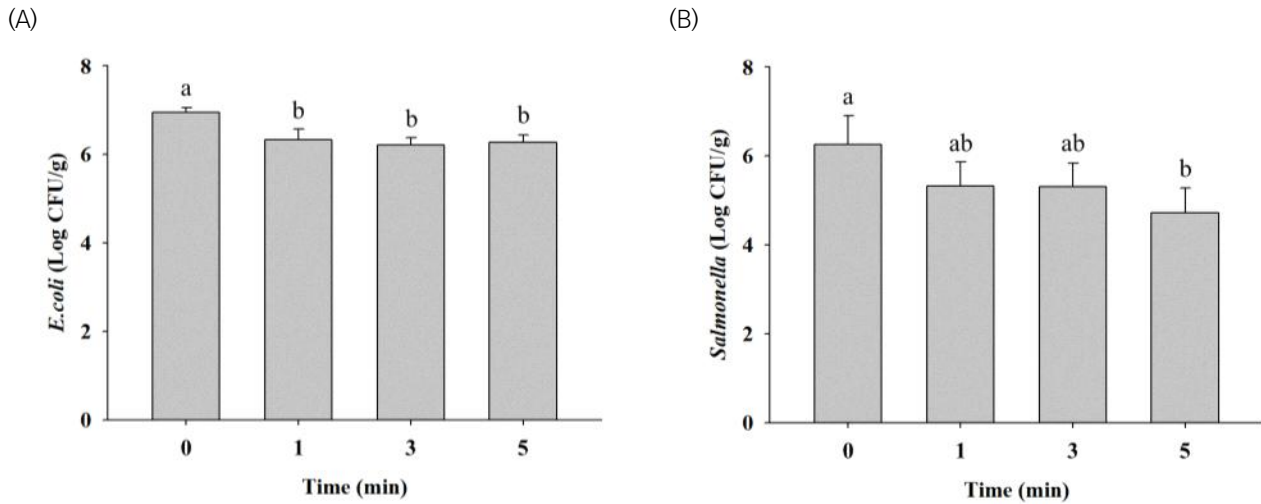 (A)
(B)
8
6
4
2
0
E.coli (Log CFU/g)
a
b
b
b
0
1
3
5
Time (min)
8
6
4
2
0
Salmonella (Log CFU/g)
a
ab
ab
b
0
1
3
5
Time (min)